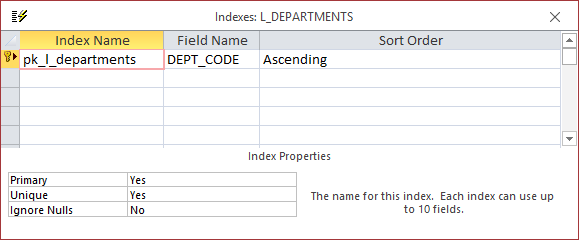 Indexes: L_DEPARTMENTS
Index Name Field Name Sort Order
pk_l_departments DEPT_CODE Ascending
Index Properties
Primary Yes
Unique Yes
Ignore Nulls No
The name for this index. Each index can use up
to 10 fields.